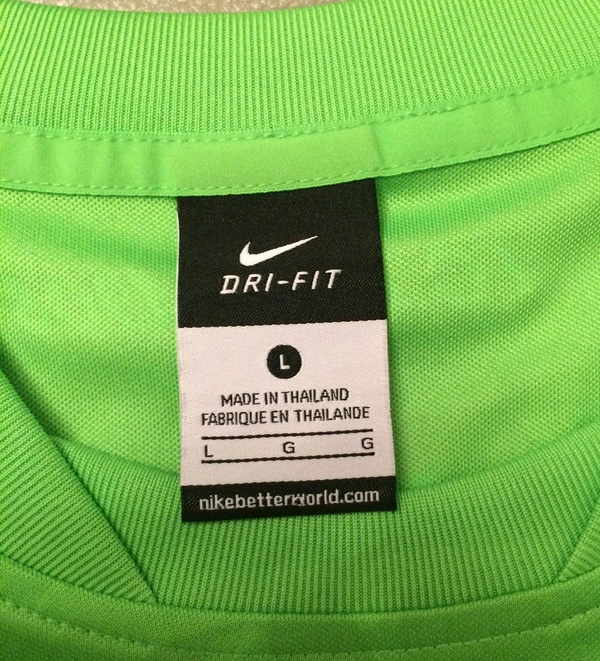 DRI-FIT
L
MADE IN THAILAND
FABRIQUE EN THAILANDE
L G G
nikebetterworld.com